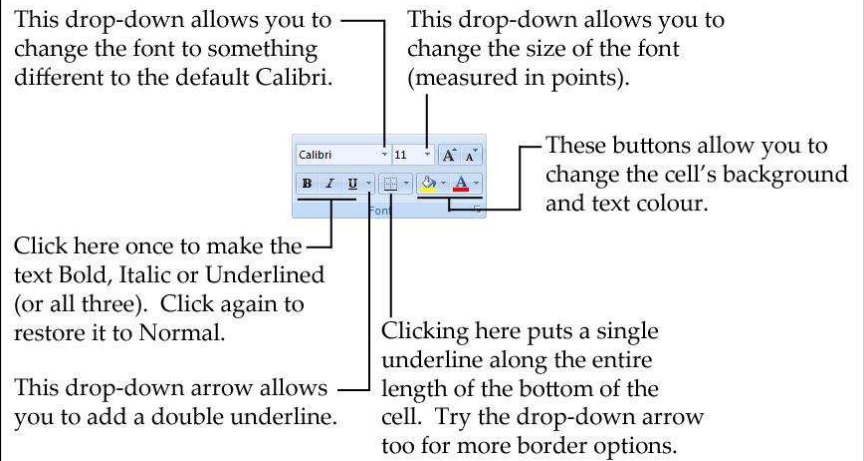 This drop-down allows you to
change the font to something
different to the default Calibri.
This drop-down allows you to
change the size of the font
(measured in points).
Calibri
11
A A
B I U
A
Font
These buttons allow you to
change the cell's background
and text colour.
Click here once to make the
text Bold, Italic or Underlined
(or all three).  Click again to
restore it to Normal.
This drop-down arrow allows
you to add a double underline.
Clicking here puts a single
underline along the entire
length of the bottom of the
cell.  Try the drop-down arrow
too for more border options.